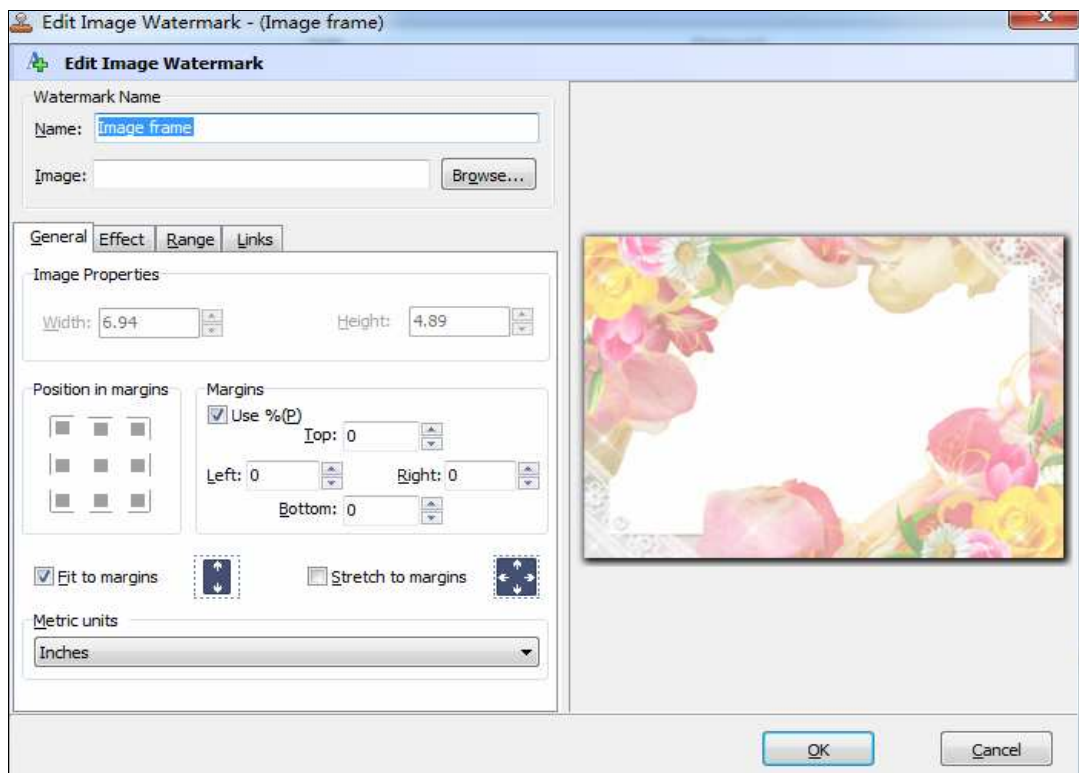 Edit Image Watermark - (Image frame)
Edit Image Watermark
Watermark Name
Name: Image frame
Image: Browse...
General Effect Range Links
Image Properties
Width: 6.94 Height: 4.89
Position in margins Margins
Use %(P)
Top: 0
Left: 0 Right: 0
Bottom: 0
Fit to margins Stretch to margins
Metric units
Inches
OK Cancel